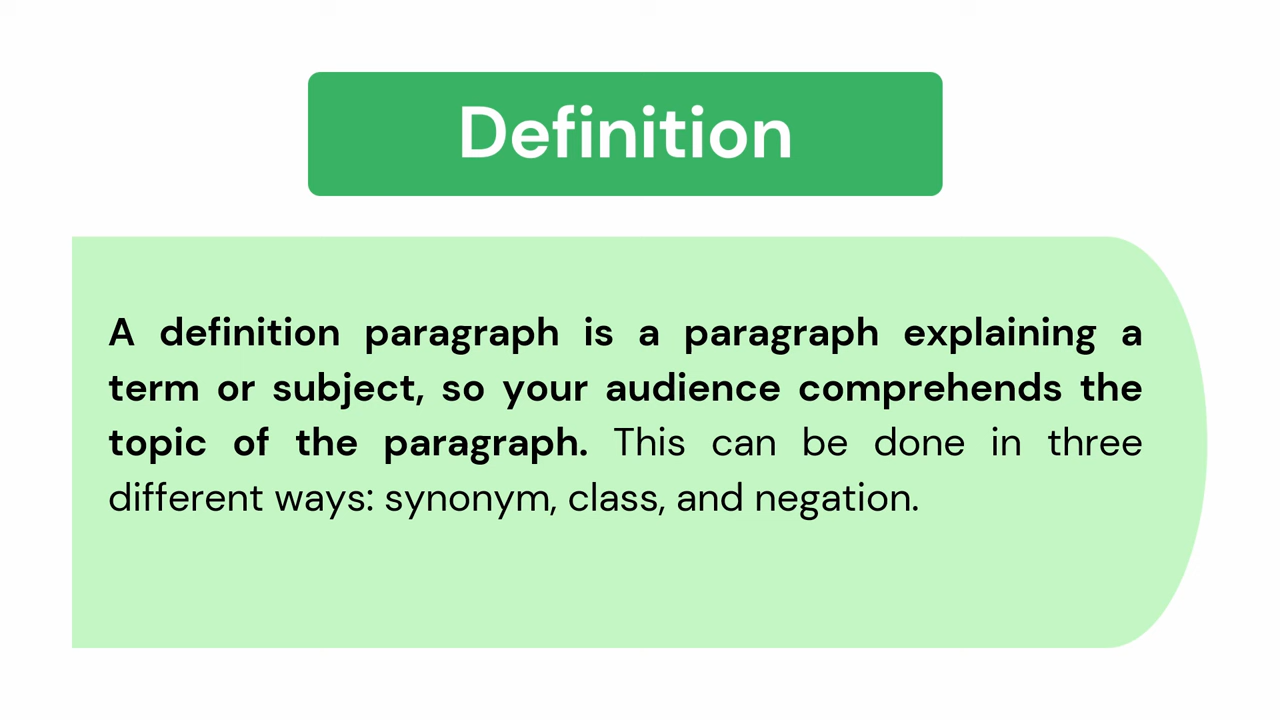 Definition
A definition paragraph is a paragraph explaining a
term or subject, so your audience comprehends the
topic of the paragraph. This can be done in three
different ways: synonym, class, and negation.